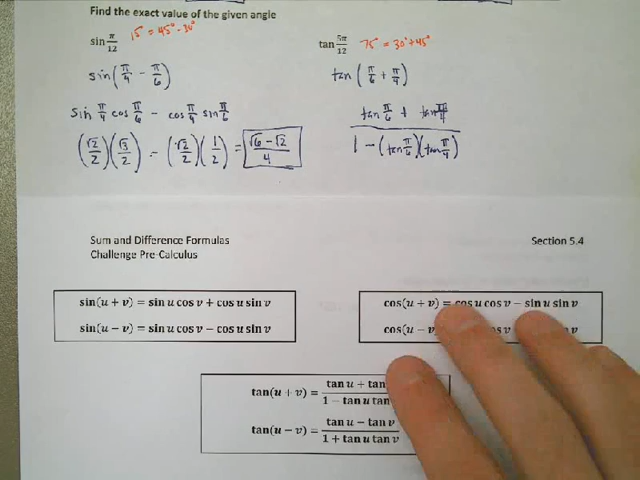 Find the exact value of the given angle
sin π/12 15° = 45° - 30°
sin(π/4 - π/6)
sin π/4 cos π/6 - cos π/4 sin π/6
(√2/2)(√3/2) - (√2/2)(1/2) = (√6 - √2)/4
tan 5π/12 75° = 30° + 45°
tan(π/6 + π/4)
tan π/6 + tan π/4
1 - (tan π/6)(tan π/4)
Sum and Difference Formulas
Challenge Pre-Calculus
Section 5.4
sin(u + v) = sin u cos v + cos u sin v
sin(u − v) = sin u cos v − cos u sin v
cos(u + v) = cos u cos v − sin u sin v
cos(u − v
tan(u + v) = tan u + tan
1 − tan u tan
tan(u − v) = tan u − tan v
1 + tan u tan v